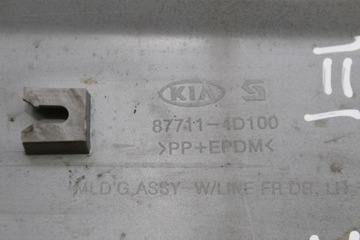 KIA
87711-4D100
>PP+EPDM<
MLD'G ASSY-W/LINE FR DR, LH